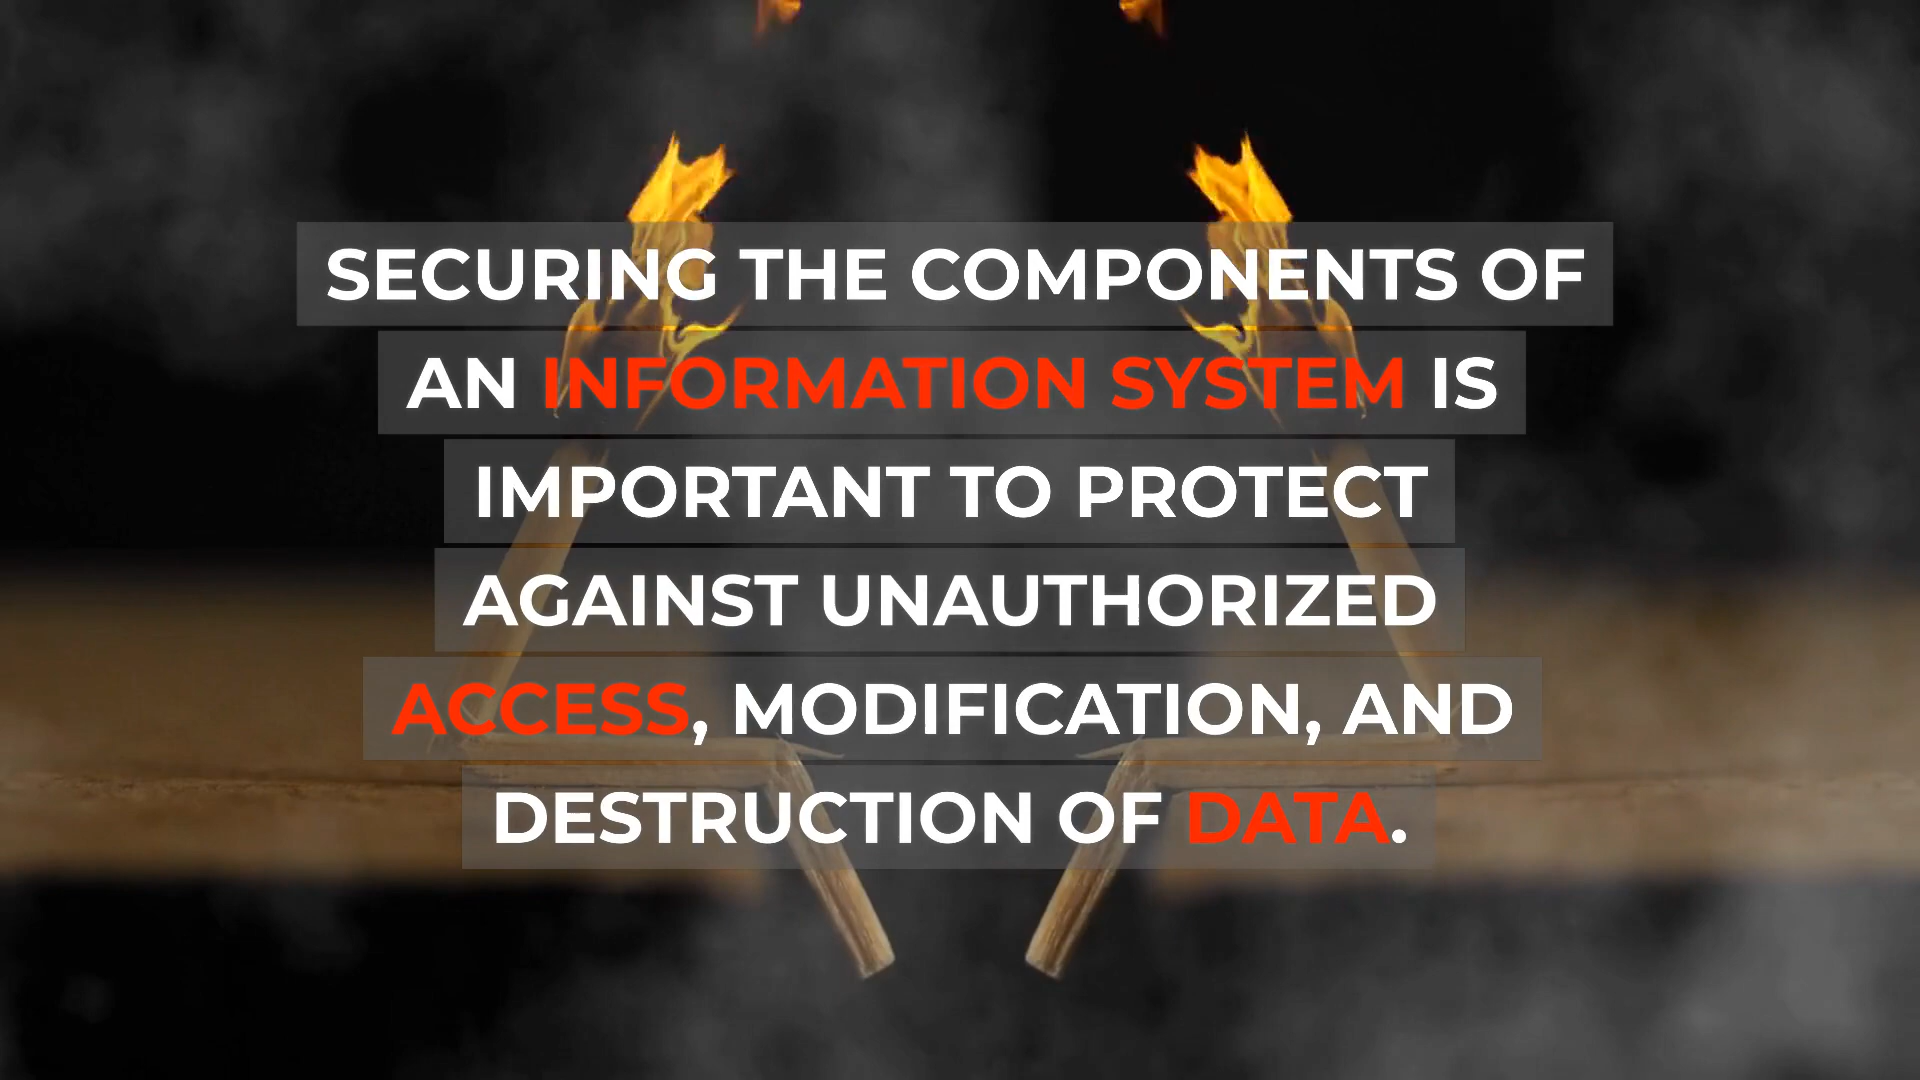 SECURING THE COMPONENTS OF
AN INFORMATION SYSTEM IS
IMPORTANT TO PROTECT
AGAINST UNAUTHORIZED
ACCESS, MODIFICATION, AND
DESTRUCTION OF DATA.